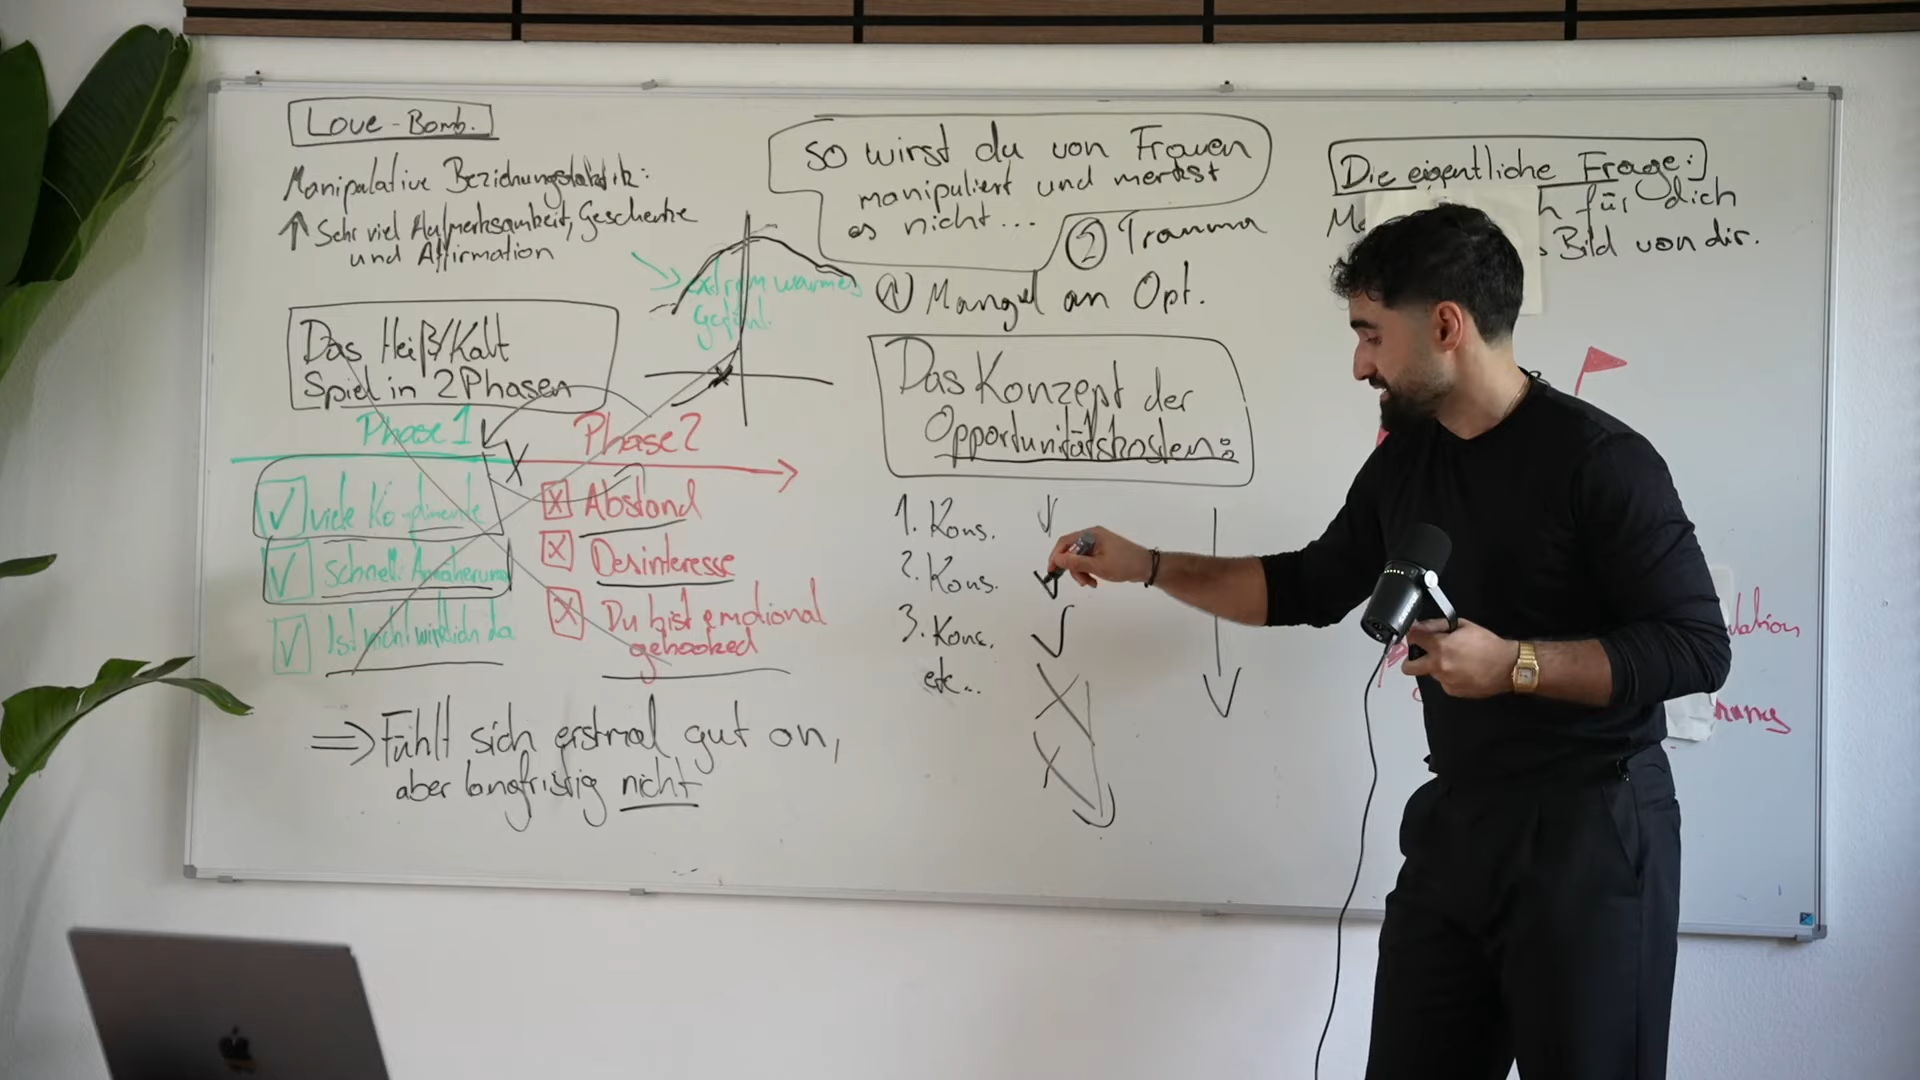 Love-Bomb.
Manipulative Beziehungstaktik:
↑ Sehr viel Aufmerksamkeit, Geschenke
und Affirmation
Das Heiß/Kalt
Spiel in 2 Phasen
Phase 1
Phase 2
viele Komplimente
schnell. Annäherung
Ist nicht wirklich da
Abstand
Desinteresse
Du bist emotional
gehooked
⇒ Fühlt sich erstmal gut an,
aber langfristig nicht
extrem warmes
Gefühl.
So wirst du von Frauen
manipuliert und merkst
es nicht...
② Trauma
① Mangel an Opt.
Das Konzept der
Opportunitätskosten:
1. Kons.
2. Kons.
3. Kons.
etc...
Die eigentliche Frage:
für dich
Bild von dir.